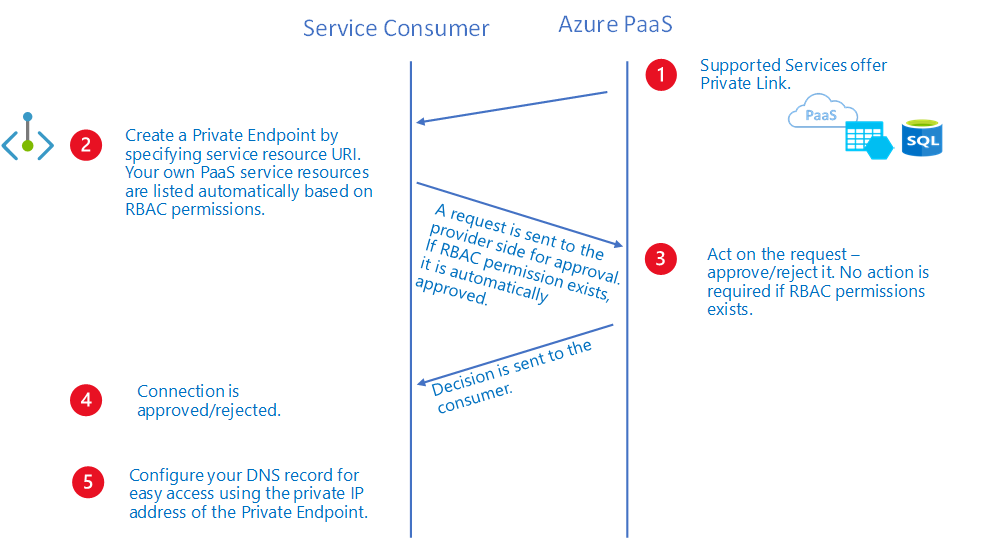 Service Consumer
Azure PaaS
1
Supported Services offer
Private Link.
PaaS
SQL
2
Create a Private Endpoint by
specifying service resource URI.
Your own PaaS service resources
are listed automatically based on
RBAC permissions.
A request is sent to the
provider side for approval.
If RBAC permission exists,
it is automatically
approved.
3
Act on the request –
approve/reject it. No action is
required if RBAC permissions
exists.
Decision is sent to the
consumer.
4
Connection is
approved/rejected.
5
Configure your DNS record for
easy access using the private IP
address of the Private Endpoint.